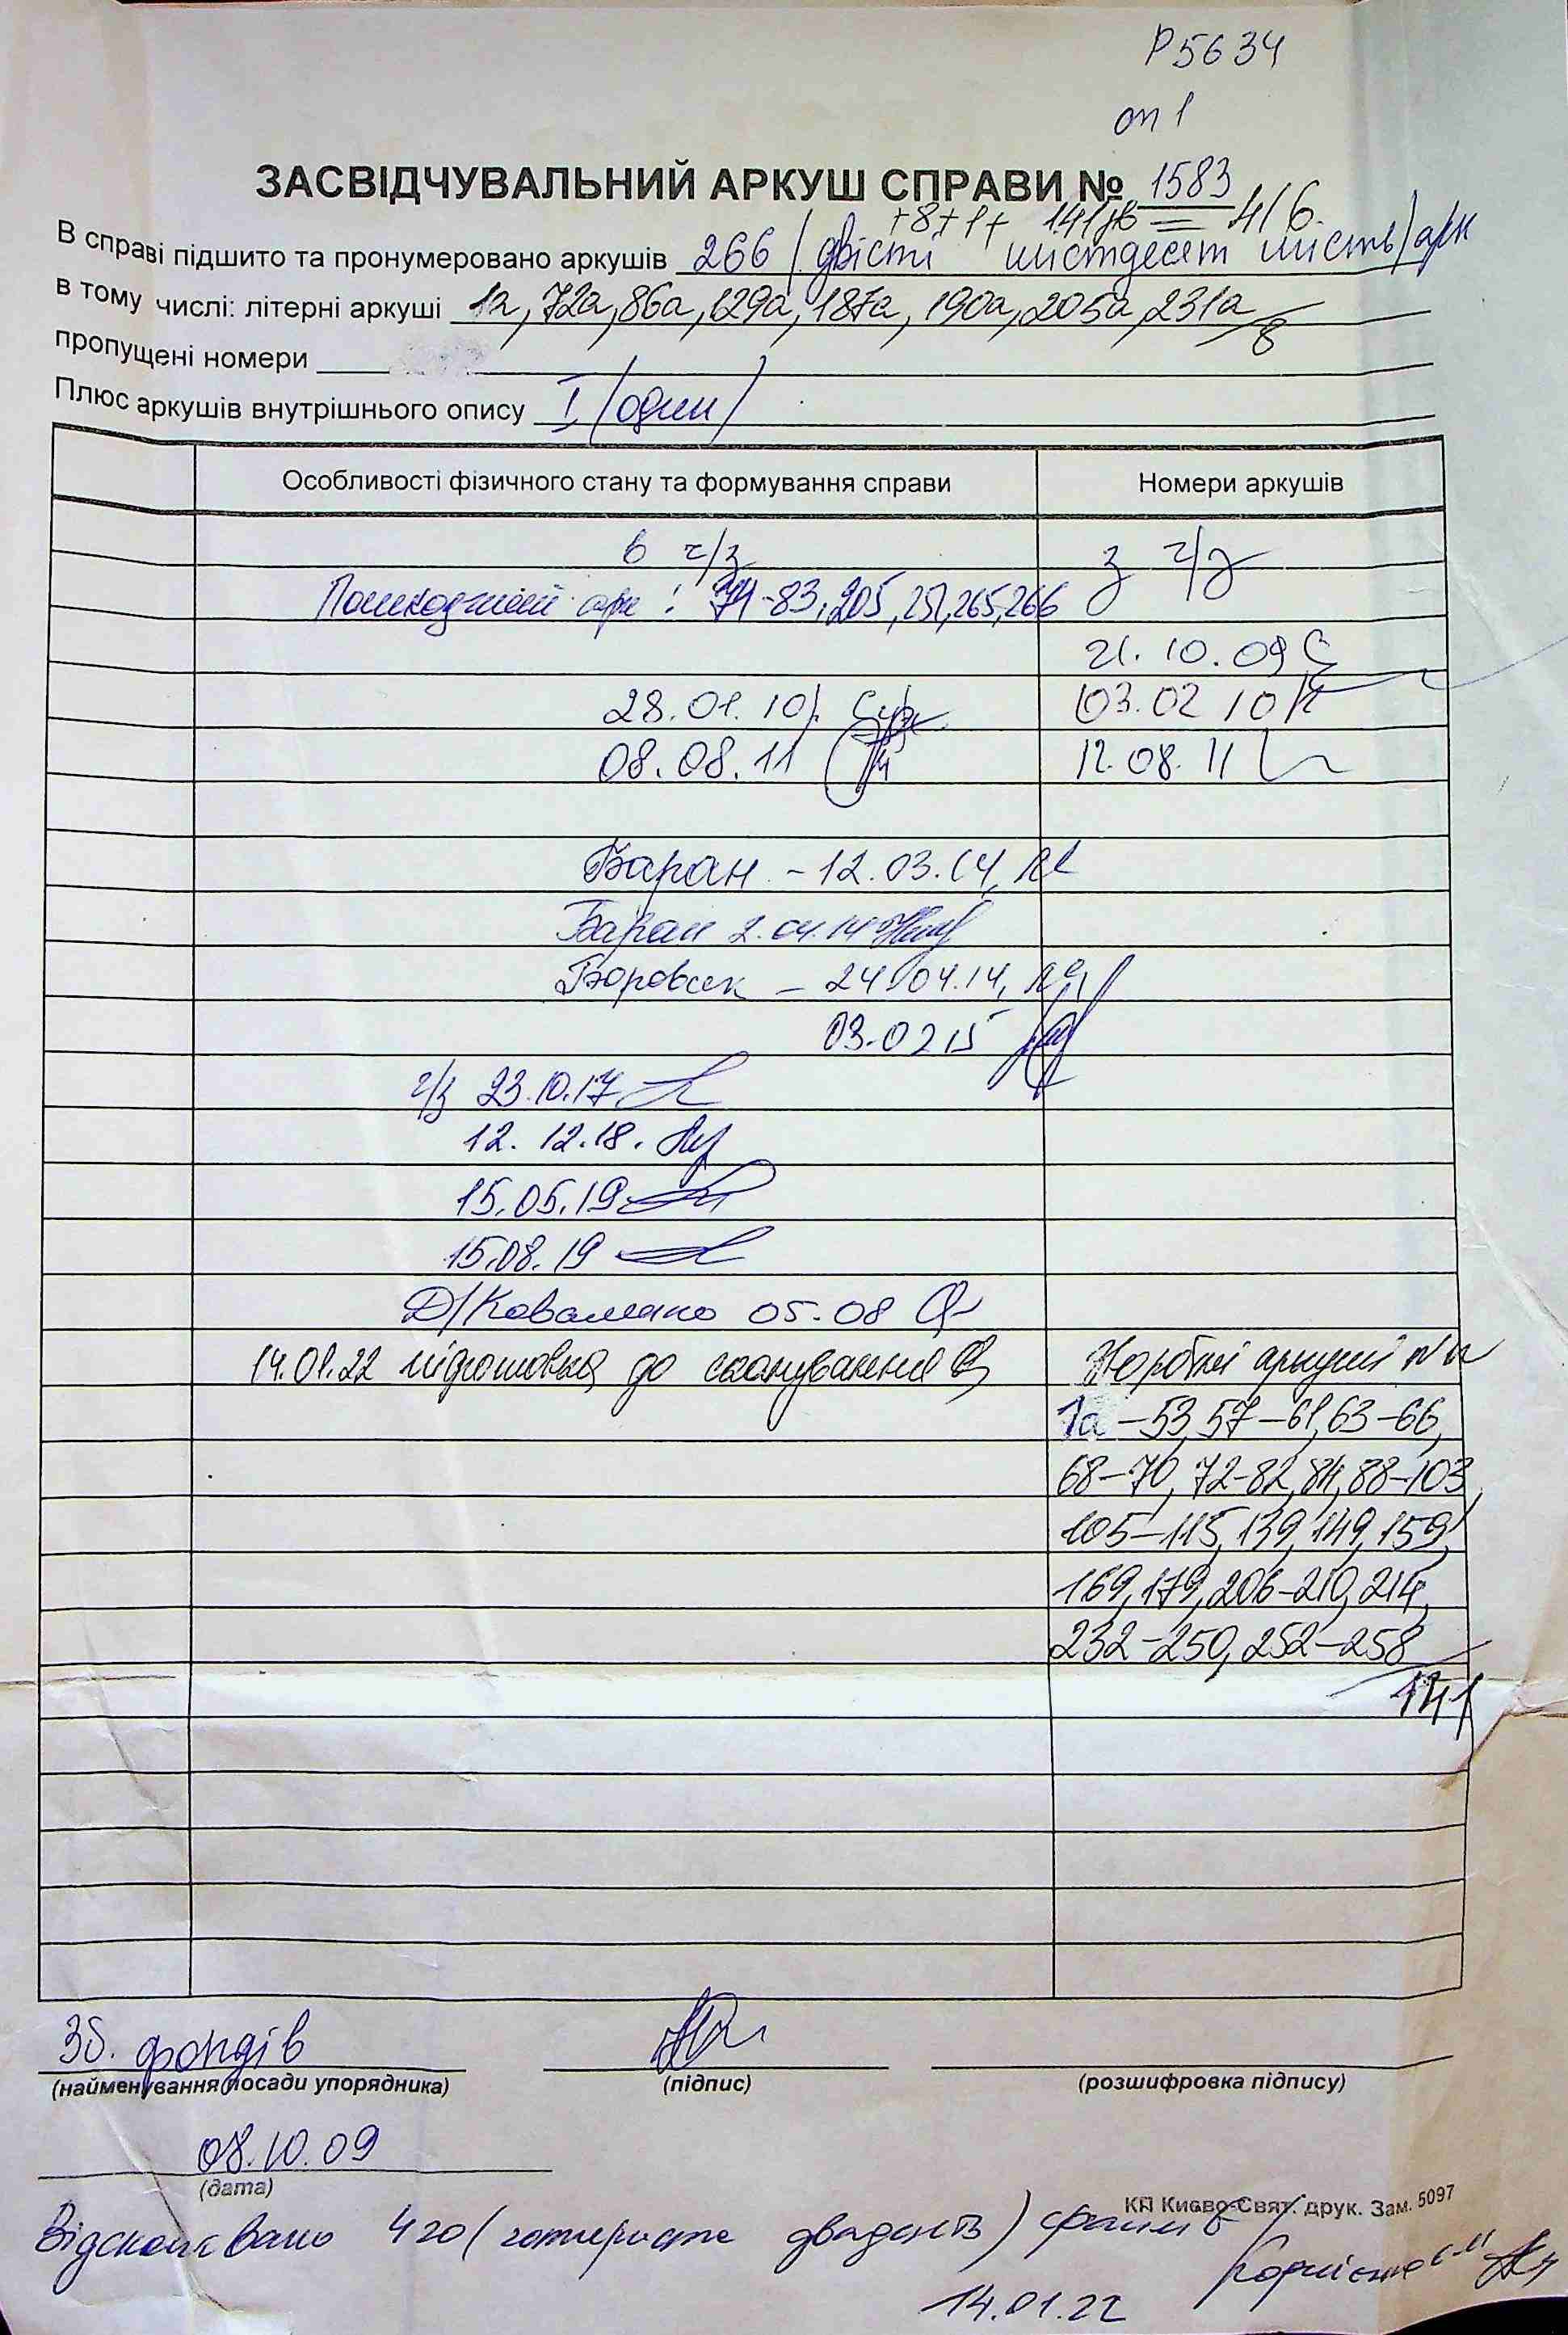 Р5634
оп 1
ЗАСВІДЧУВАЛЬНИЙ АРКУШ СПРАВИ № 1583
+8+1+ 141 = 416
В справі підшито та пронумеровано аркушів 266 (двісті шістдесят шість) арк
в тому числі: літерні аркуші 1а, 72а, 86а, 129а, 187а, 190а, 205а, 231а
8
пропущені номери
Плюс аркушів внутрішнього опису I (один)
Особливості фізичного стану та формування справи Номери аркушів
в ч/з з ч/з
арк: 74-83, 205, 251, 265, 266
21.10.09
28.01.10 03.02 10
08.08.11 12.08.11
Баран - 12.03.14,
Баран 2.04.14
- 24.04.14,
03.02 15
ч/з 23.10.17
12.12.18.
15.05.19
15.08.19
05.08
14.01.22 підготовка до сканування аркуші №№
1а-53, 57-61, 63-66,
68-70, 72-82, 84, 88-103,
105-115, 139, 149, 159,
169, 179, 206-210, 214,
232-250, 252-258
141
Зб. фондів
(найменування посади упорядника) (підпис) (розшифровка підпису)
08.10.09
(дата)
КП Києво-Свят. друк. Зам. 5097
Відскановано 420 (чотириста двадцять) файлів
14.01.22